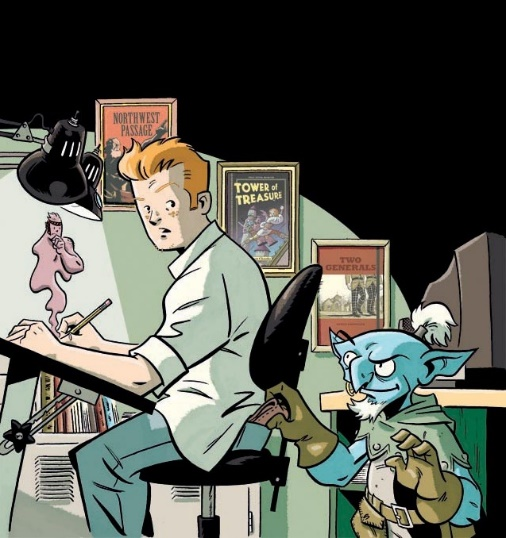 NORTHWEST
PASSAGE
TOWER of
TREASURE
TWO
GENERALS